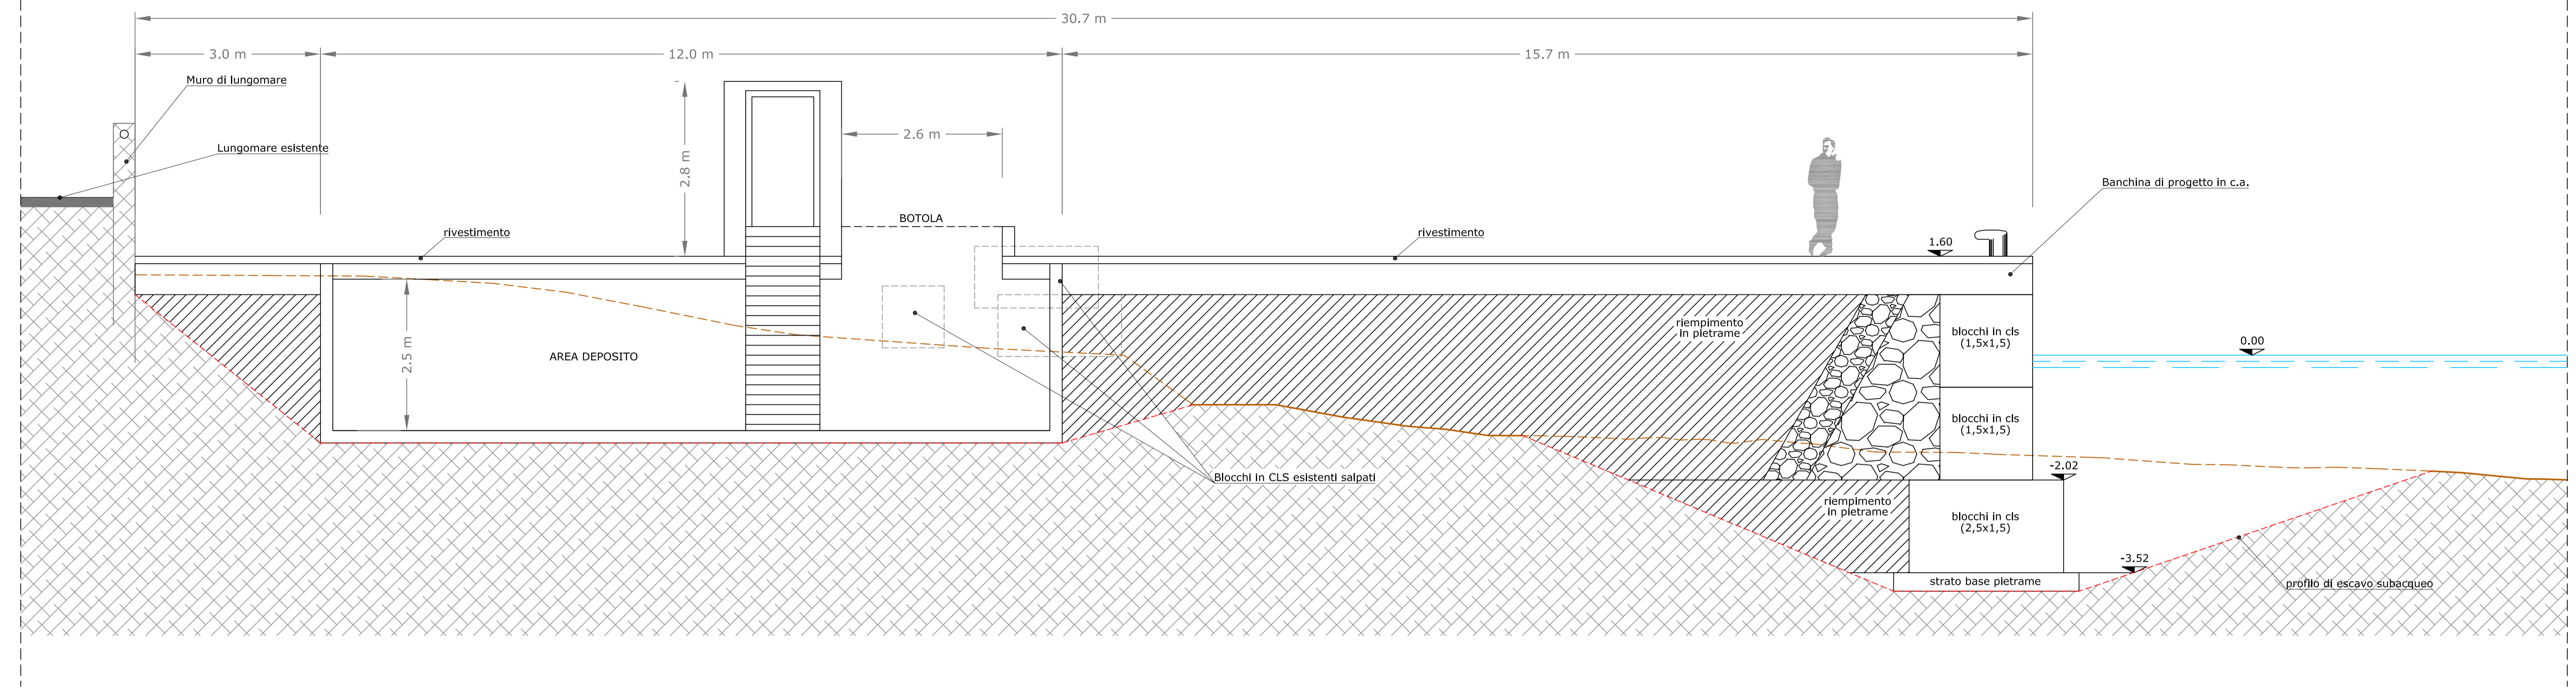 30.7 m
3.0 m
12.0 m
15.7 m
Muro di lungomare
Lungomare esistente
2.8 m
2.6 m
Banchina di progetto in c.a.
BOTOLA
rivestimento
rivestimento
1.60
0.00
riempimento
in pietrame
blocchi in cls
(1,5x1,5)
2.5 m
AREA DEPOSITO
blocchi in cls
(1,5x1,5)
-2.02
Blocchi in CLS esistenti salpati
riempimento
in pietrame
blocchi in cls
(2,5x1,5)
-3.52
strato base pietrame
profilo di escavo subacqueo